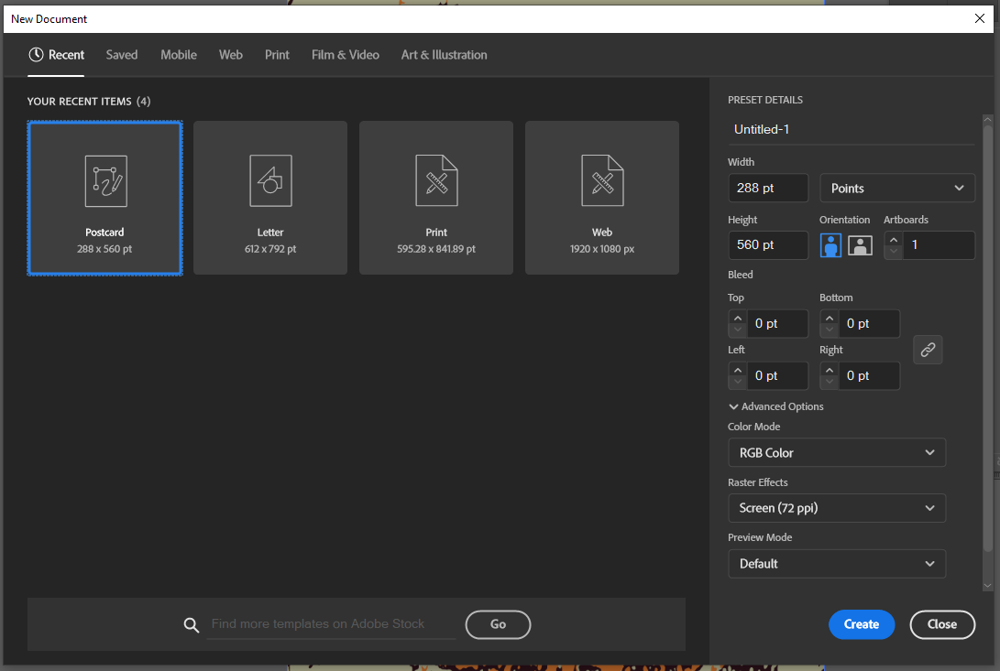 New Document
Recent Saved Mobile Web Print Film & Video Art & Illustration
YOUR RECENT ITEMS (4)
Postcard
288 x 560 pt
Letter
612 x 792 pt
Print
595.28 x 841.89 pt
Web
1920 x 1080 px
Find more templates on Adobe Stock
Go
PRESET DETAILS
Untitled-1
Width
288 pt Points
Height Orientation Artboards
560 pt 1
Bleed
Top Bottom
0 pt 0 pt
Left Right
0 pt 0 pt
Advanced Options
Color Mode
RGB Color
Raster Effects
Screen (72 ppi)
Preview Mode
Default
Create Close